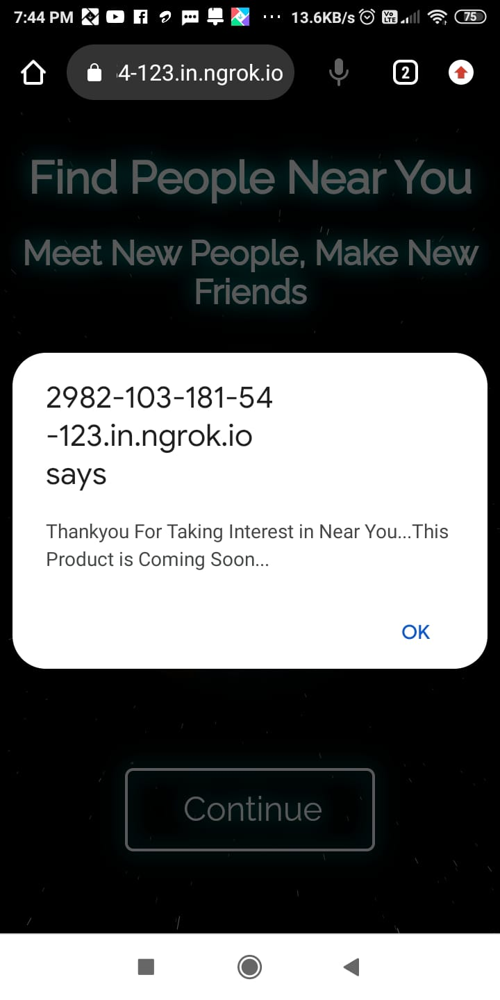 7:44 PM 13.6KB/s Vo LTE 75
4-123.in.ngrok.io 2
Find People Near You
Meet New People, Make New
Friends
2982-103-181-54
-123.in.ngrok.io
says
Thankyou For Taking Interest in Near You...This
Product is Coming Soon...
OK
Continue